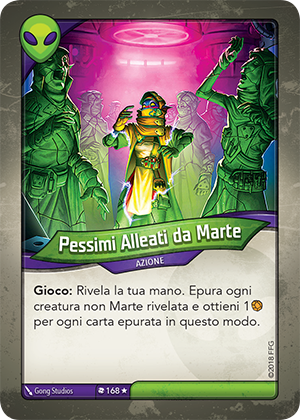 Pessimi Alleati da Marte
AZIONE
Gioco: Rivela la tua mano. Epura ogni
creatura non Marte rivelata e ottieni 1
per ogni carta epurata in questo modo.
©2018 FFG
Gong Studios
168 ★